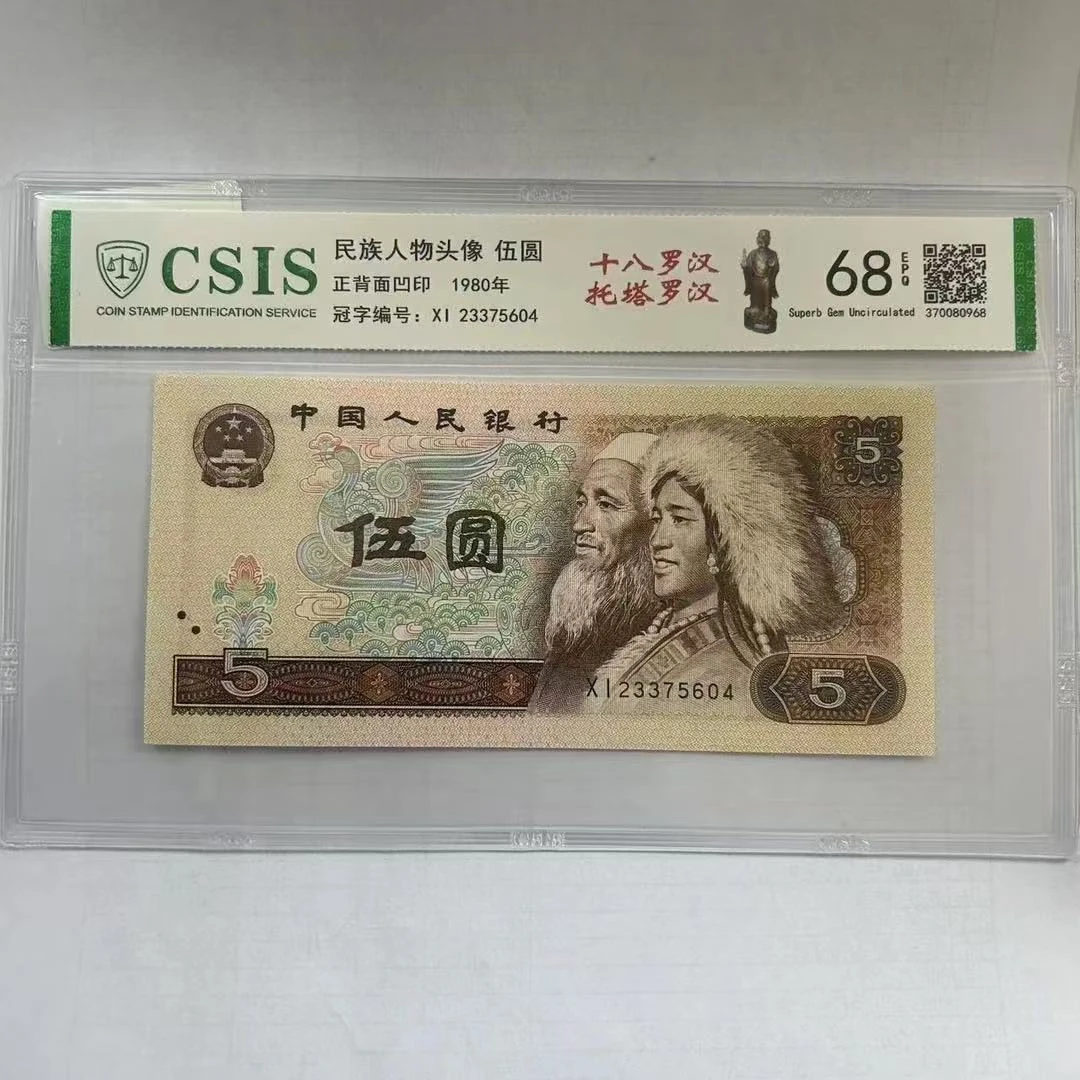 CSIS
COIN STAMP IDENTIFICATION SERVICE
民族人物头像 伍圆
正背面凹印 1980年
冠字编号：XI 23375604
十八罗汉
托塔罗汉
68 EPQ
Superb Gem Uncirculated 370080968
中国人民银行
5
伍圆
5
XI23375604
5